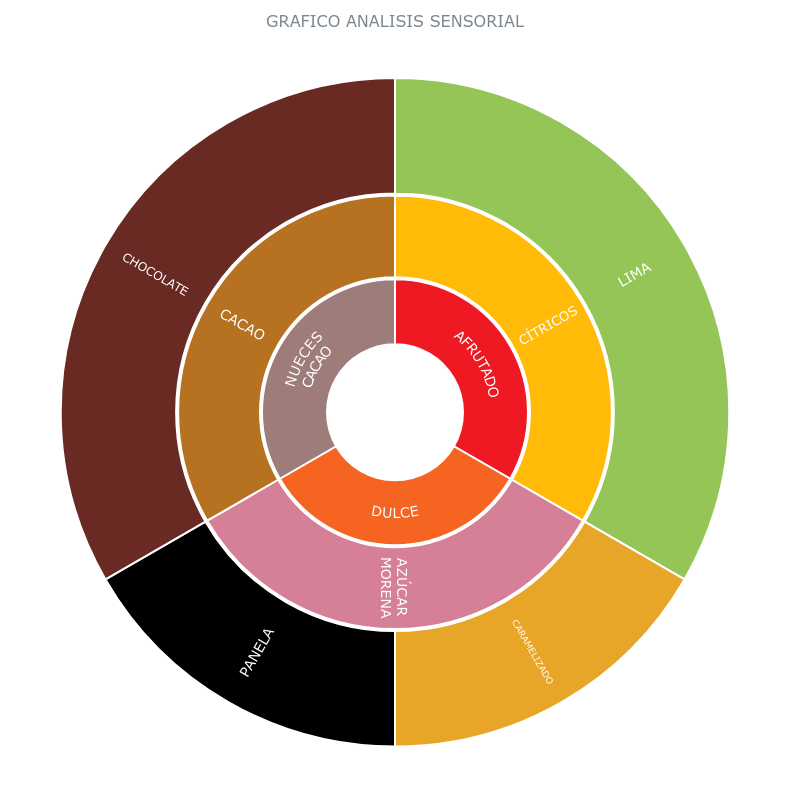 GRAFICO ANALISIS SENSORIAL
CHOCOLATE
LIMA
CACAO
CÍTRICOS
NUECES
CACAO
AFRUTADO
DULCE
AZÚCAR
MORENA
PANELA
CARAMELIZADO